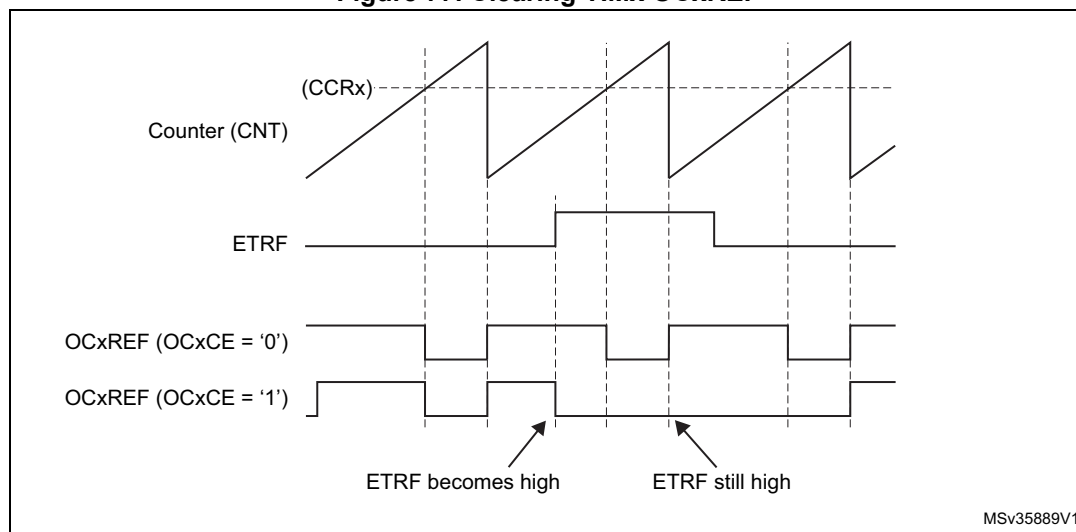 (CCRx)
Counter (CNT)
ETRF
OCxREF (OCxCE = ‘0’)
OCxREF (OCxCE = ‘1’)
ETRF becomes high
ETRF still high
MSv35889V1